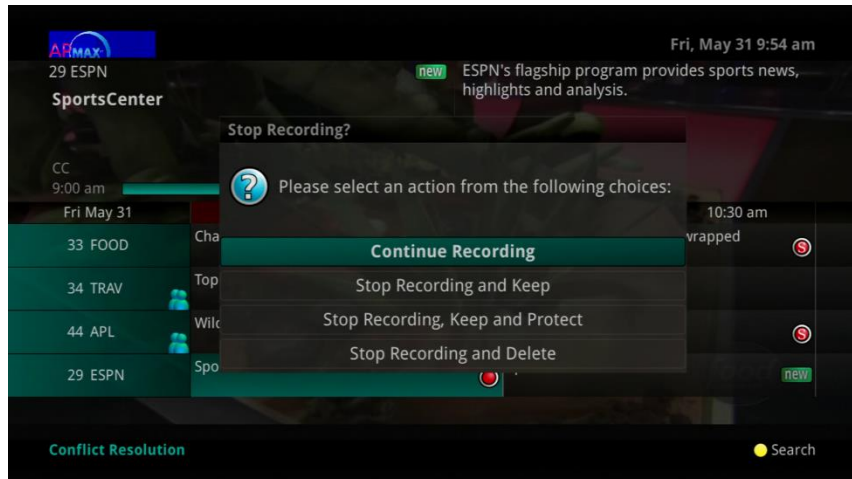 APMAX
Fri, May 31 9:54 am
29 ESPN
new
ESPN's flagship program provides sports news,
highlights and analysis.
SportsCenter
Stop Recording?
CC
9:00 am
Please select an action from the following choices:
Fri May 31
10:30 am
33 FOOD
Cha
wrapped
S
Continue Recording
34 TRAV
Top
Stop Recording and Keep
44 APL
Wild
Stop Recording, Keep and Protect
S
Stop Recording and Delete
29 ESPN
Spo
new
Conflict Resolution
Search